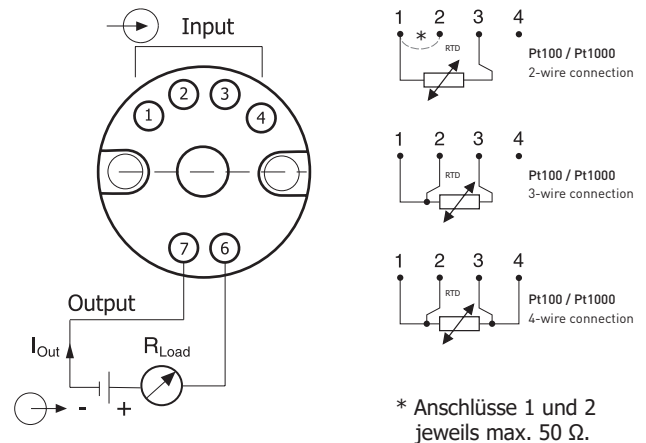 Input
1 2 3 4
7 6
Output
I Out
R Load
- +
1 2 3 4
*
RTD
Pt100 / Pt1000
2-wire connection
1 2 3 4
RTD
Pt100 / Pt1000
3-wire connection
1 2 3 4
RTD
Pt100 / Pt1000
4-wire connection
* Anschlüsse 1 und 2
jeweils max. 50 Ω.